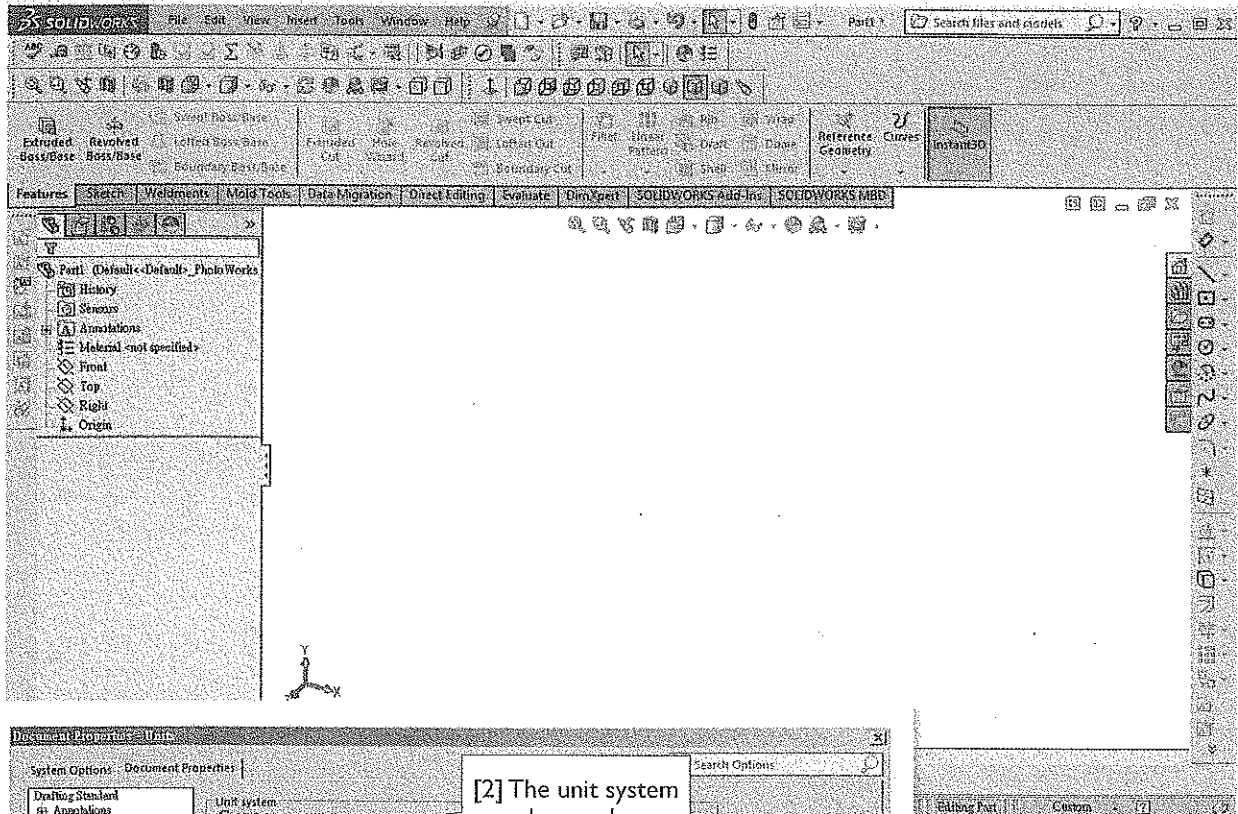 SOLIDWORKS File Edit View Insert Tools Window Help Part1 * Search files and models
Extruded Boss/Base Revolved Boss/Base Swept Boss/Base Lofted Boss/Base Boundary Boss/Base Extruded Cut Hole Wizard Revolved Cut Swept Cut Lofted Cut Boundary Cut Fillet Linear Pattern Rib Draft Shell Wrap Dome Mirror Reference Geometry Curves Instant3D
Features Sketch Weldments Mold Tools Data Migration Direct Editing Evaluate DimXpert SOLIDWORKS Add-Ins SOLIDWORKS MBD
Part1 (Default<<Default>_PhotoWorks
History
Sensors
Annotations
Material <not specified>
Front
Top
Right
Origin
Y
X
Document Properties - Units
System Options Document Properties Search Options
Drafting Standard
Annotations
Unit system
[2] The unit system
Editing Part Custom